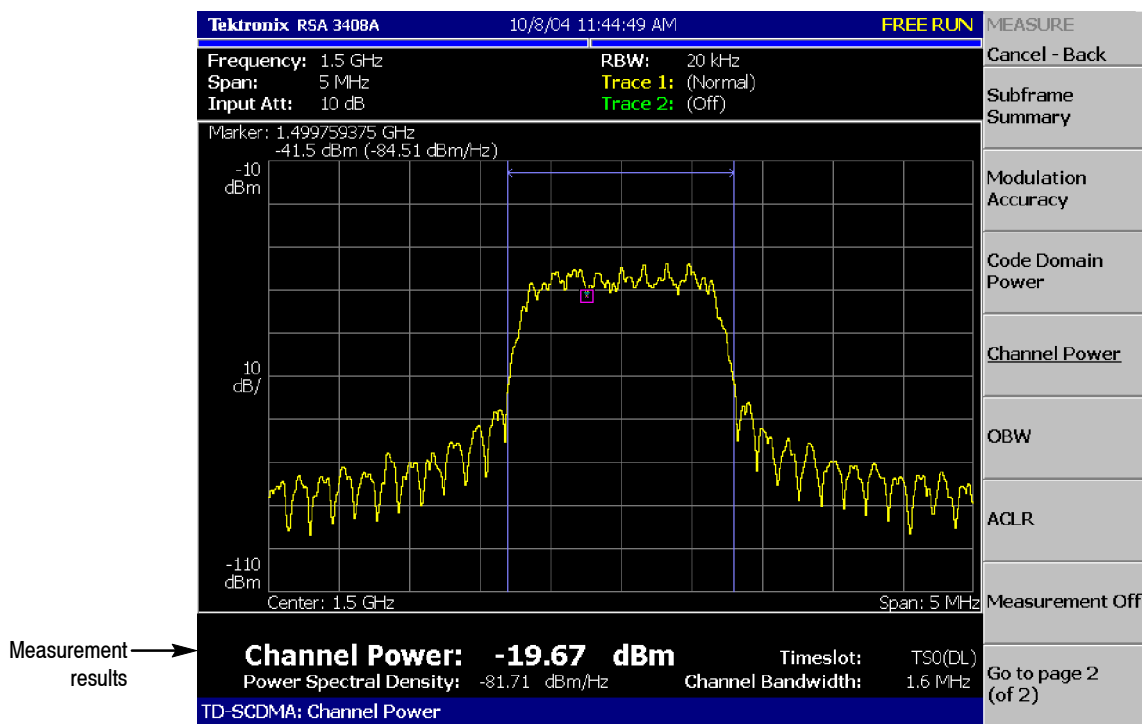 Tektronix RSA 3408A 10/8/04 11:44:49 AM FREE RUN
Frequency: 1.5 GHz RBW: 20 kHz
Span: 5 MHz Trace 1: (Normal)
Input Att: 10 dB Trace 2: (Off)
Marker: 1.499759375 GHz
-41.5 dBm (-84.51 dBm/Hz)
-10
dBm
10
dB/
-110
dBm
Center: 1.5 GHz Span: 5 MHz
Measurement
results
Channel Power: -19.67 dBm Timeslot: TS0(DL)
Power Spectral Density: -81.71 dBm/Hz Channel Bandwidth: 1.6 MHz
TD-SCDMA: Channel Power
MEASURE
Cancel - Back
Subframe
Summary
Modulation
Accuracy
Code Domain
Power
Channel Power
OBW
ACLR
Measurement Off
Go to page 2
(of 2)